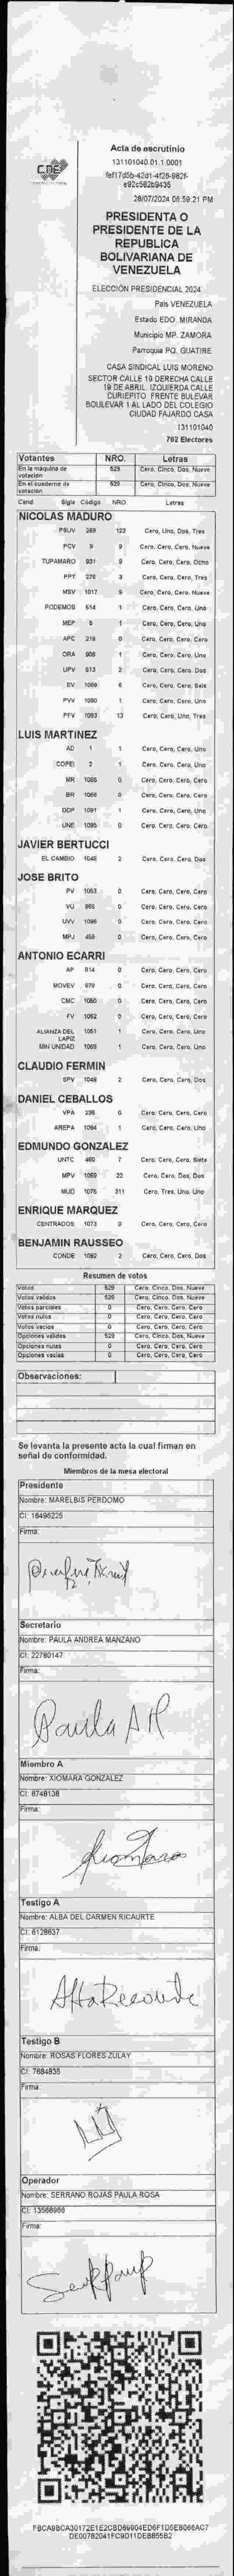 CNE
Acta de escrutinio
131101040.01.1.0001
28/07/2024 06:59:21 PM
PRESIDENTA O
PRESIDENTE DE LA
REPUBLICA
BOLIVARIANA DE
VENEZUELA
ELECCIÓN PRESIDENCIAL 2024
País VENEZUELA
Estado EDO. MIRANDA
Municipio MP. ZAMORA
Parroquia PQ. GUATIRE
CASA SINDICAL LUIS MORENO
SECTOR CALLE 19 DERECHA CALLE
19 DE ABRIL. IZQUIERDA CALLE
CURIEPITO. FRENTE BULEVAR
BOULEVAR 1 AL LADO DEL COLEGIO
CIUDAD FAJARDO CASA
131101040
762 Electores
Votantes NRO. Letras
En la máquina de votación 529 Cero, Cinco, Dos, Nueve
En el cuaderno de votación 529 Cero, Cinco, Dos, Nueve
Cand. Sigla Código NRO. Letras
NICOLAS MADURO
PSUV 269 123 Cero, Uno, Dos, Tres
PCV 9 9 Cero, Cero, Cero, Nueve
TUPAMARO 931 8 Cero, Cero, Cero, Ocho
PPT 276 3 Cero, Cero, Cero, Tres
MSV 1017 9 Cero, Cero, Cero, Nueve
PODEMOS 514 1 Cero, Cero, Cero, Uno
MEP 5 1 Cero, Cero, Cero, Uno
APC 219 0 Cero, Cero, Cero, Cero
ORA 906 1 Cero, Cero, Cero, Uno
UPV 613 2 Cero, Cero, Cero, Dos
EV 1069 6 Cero, Cero, Cero, Seis
PVV 1090 1 Cero, Cero, Cero, Uno
PFV 1093 13 Cero, Cero, Uno, Tres
LUIS MARTINEZ
AD 1 1 Cero, Cero, Cero, Uno
COPEI 2 1 Cero, Cero, Cero, Uno
MR 1065 0 Cero, Cero, Cero, Cero
BR 1066 0 Cero, Cero, Cero, Cero
DDP 1091 1 Cero, Cero, Cero, Uno
UNE 1095 0 Cero, Cero, Cero, Cero
JAVIER BERTUCCI
EL CAMBIO 1048 2 Cero, Cero, Cero, Dos
JOSE BRITO
PV 1053 0 Cero, Cero, Cero, Cero
VU 968 0 Cero, Cero, Cero, Cero
UVV 1096 0 Cero, Cero, Cero, Cero
MPJ 458 0 Cero, Cero, Cero, Cero
ANTONIO ECARRI
AP 914 0 Cero, Cero, Cero, Cero
MOVEV 979 0 Cero, Cero, Cero, Cero
CMC 1050 0 Cero, Cero, Cero, Cero
FV 1052 0 Cero, Cero, Cero, Cero
ALIANZA DEL LAPIZ 1051 1 Cero, Cero, Cero, Uno
MIN UNIDAD 1068 1 Cero, Cero, Cero, Uno
CLAUDIO FERMIN
SPV 1049 2 Cero, Cero, Cero, Dos
DANIEL CEBALLOS
VPA 236 0 Cero, Cero, Cero, Cero
AREPA 1094 1 Cero, Cero, Cero, Uno
EDMUNDO GONZALEZ
UNTC 460 7 Cero, Cero, Cero, Siete
MPV 1069 22 Cero, Cero, Dos, Dos
MUD 1075 311 Cero, Tres, Uno, Uno
ENRIQUE MARQUEZ
CENTRADOS 1073 0 Cero, Cero, Cero, Cero
BENJAMIN RAUSSEO
CONDE 1092 2 Cero, Cero, Cero, Dos
Resumen de votos
Votos 529 Cero, Cinco, Dos, Nueve
Votos válidos 529 Cero, Cinco, Dos, Nueve
Votos parciales 0 Cero, Cero, Cero, Cero
Votos nulos 0 Cero, Cero, Cero, Cero
Votos vacíos 0 Cero, Cero, Cero, Cero
Opciones válidas 529 Cero, Cinco, Dos, Nueve
Opciones nulas 0 Cero, Cero, Cero, Cero
Opciones vacías 0 Cero, Cero, Cero, Cero
Observaciones:
Se levanta la presente acta la cual firman en
señal de conformidad.
Miembros de la mesa electoral
Presidente
Nombre: MARELBIS PERDOMO
CI: 16496225
Firma:
Secretario
Nombre: PAULA ANDREA MANZANO
CI: 22780147
Firma:
Paula AM
Miembro A
Nombre: XIOMARA GONZALEZ
CI: 8748138
Firma:
Xiomara
Testigo A
Nombre: ALBA DEL CARMEN RICAURTE
CI: 6128637
Firma:
Testigo B
Nombre: ROSAS FLORES ZULAY
CI: 7684835
Firma:
Operador
Nombre: SERRANO ROJAS PAULA ROSA
CI: 13568956
Firma: